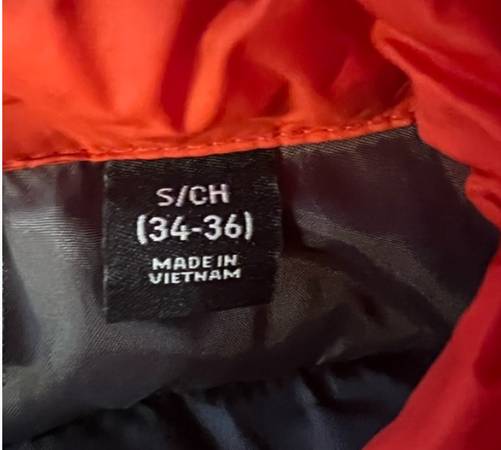 S/CH
(34-36)
MADE IN
VIETNAM